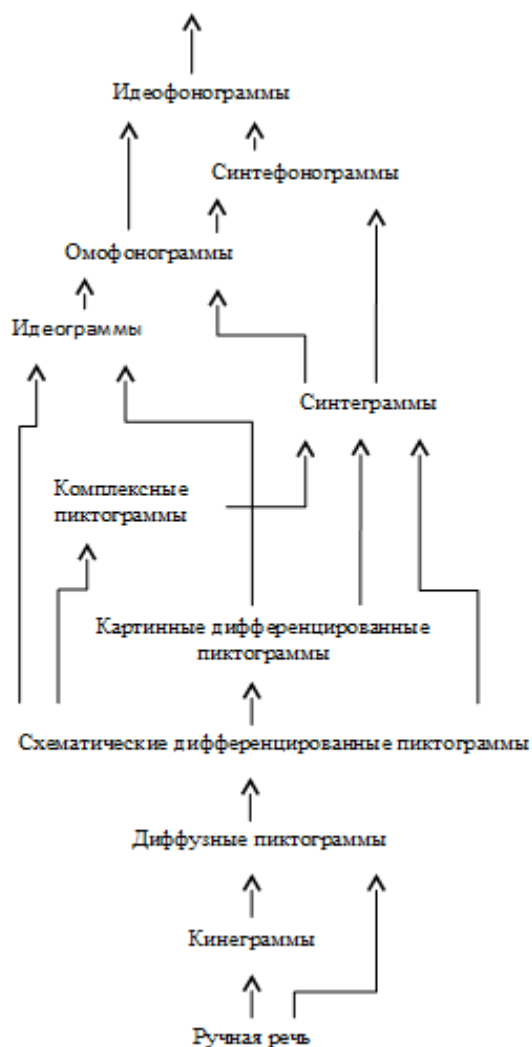 Идеофонограммы
Синтефонограммы
Омофонограммы
Идеограммы
Синтеграммы
Комплексные
пиктограммы
Картинные дифференцированные
пиктограммы
Схематические дифференцированные пиктограммы
Диффузные пиктограммы
Кинеграммы
Ручная речь